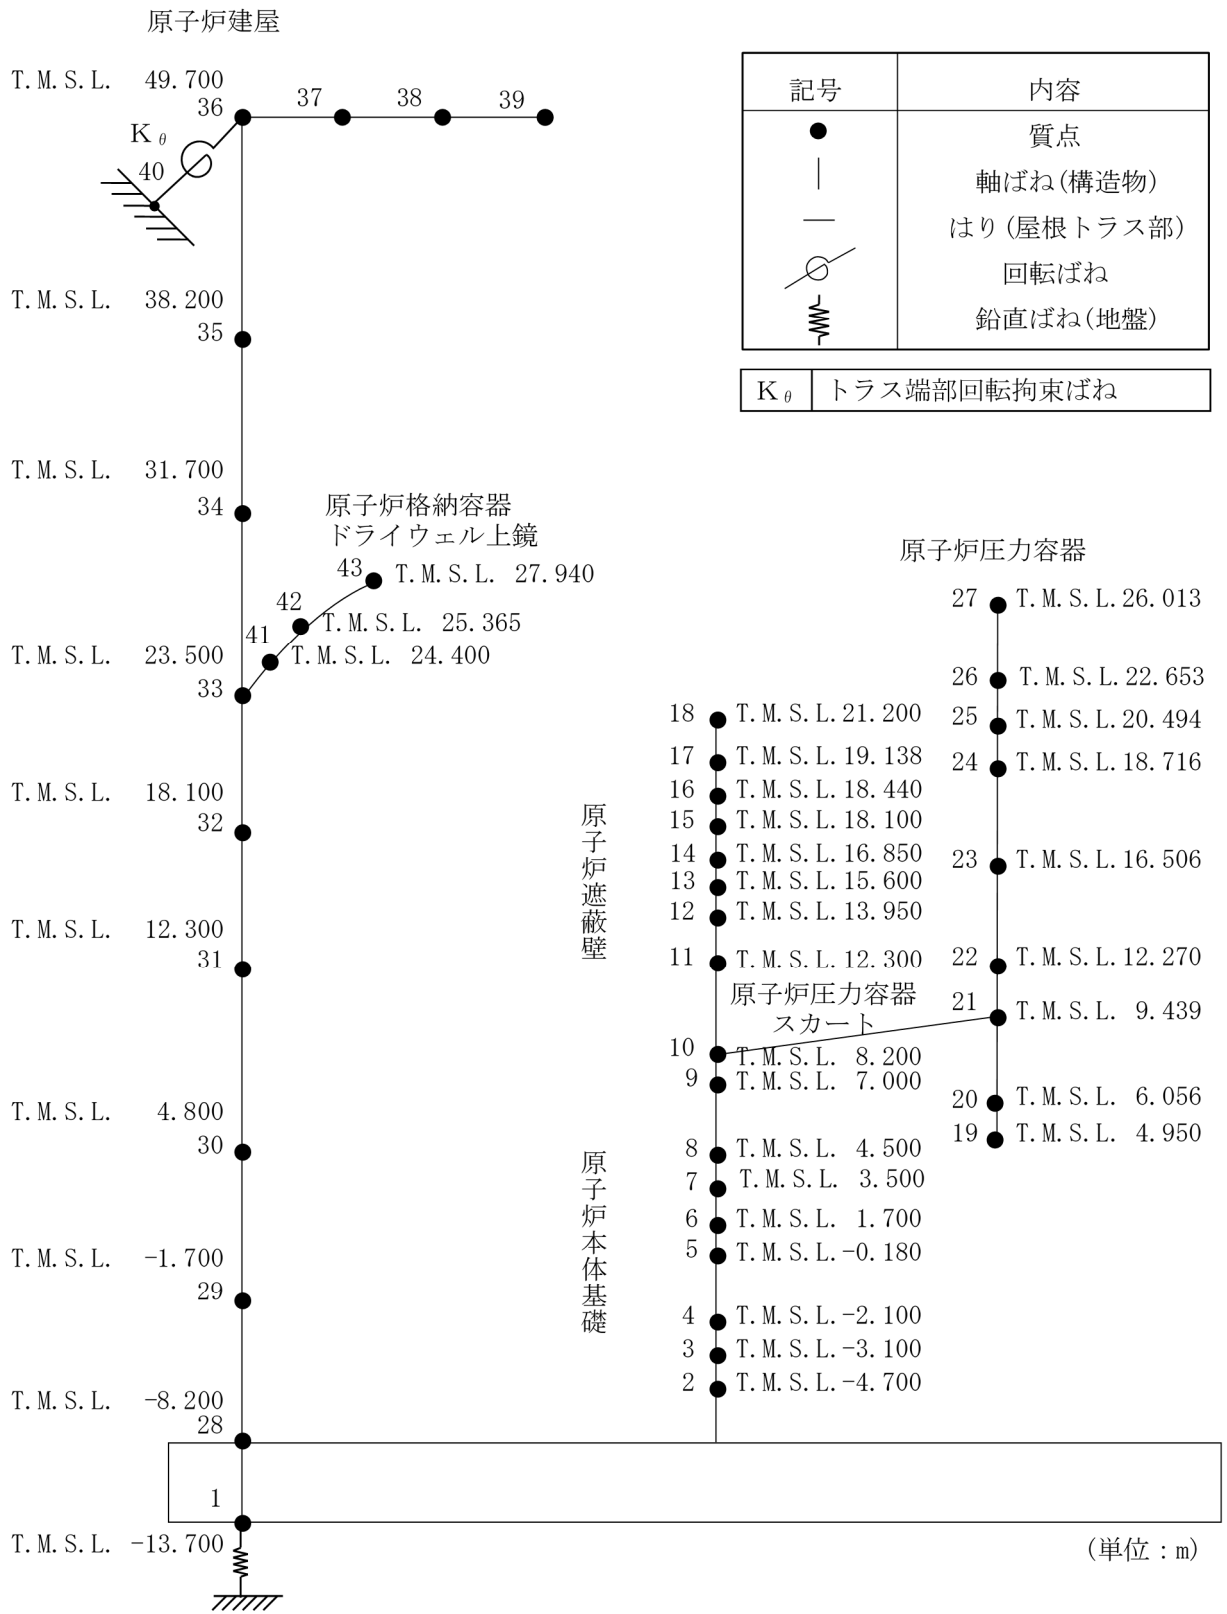 原子炉建屋
T.M.S.L. 49.700
36
37
38
39
Kθ
40
T.M.S.L. 38.200
35
T.M.S.L. 31.700
34
T.M.S.L. 23.500
33
T.M.S.L. 18.100
32
T.M.S.L. 12.300
31
T.M.S.L. 4.800
30
T.M.S.L. -1.700
29
T.M.S.L. -8.200
28
1
T.M.S.L. -13.700
記号 内容
質点
軸ばね(構造物)
はり(屋根トラス部)
回転ばね
鉛直ばね(地盤)
Kθ トラス端部回転拘束ばね
原子炉格納容器
ドライウェル上鏡
43 T.M.S.L. 27.940
42 T.M.S.L. 25.365
41 T.M.S.L. 24.400
原子炉遮蔽壁
18 T.M.S.L.21.200
17 T.M.S.L.19.138
16 T.M.S.L.18.440
15 T.M.S.L.18.100
14 T.M.S.L.16.850
13 T.M.S.L.15.600
12 T.M.S.L.13.950
11 T.M.S.L.12.300
原子炉圧力容器
スカート
10 T.M.S.L. 8.200
9 T.M.S.L. 7.000
原子炉本体基礎
8 T.M.S.L. 4.500
7 T.M.S.L. 3.500
6 T.M.S.L. 1.700
5 T.M.S.L.-0.180
4 T.M.S.L.-2.100
3 T.M.S.L.-3.100
2 T.M.S.L.-4.700
原子炉圧力容器
27 T.M.S.L.26.013
26 T.M.S.L.22.653
25 T.M.S.L.20.494
24 T.M.S.L.18.716
23 T.M.S.L.16.506
22 T.M.S.L.12.270
21 T.M.S.L. 9.439
20 T.M.S.L. 6.056
19 T.M.S.L. 4.950
(単位：m)